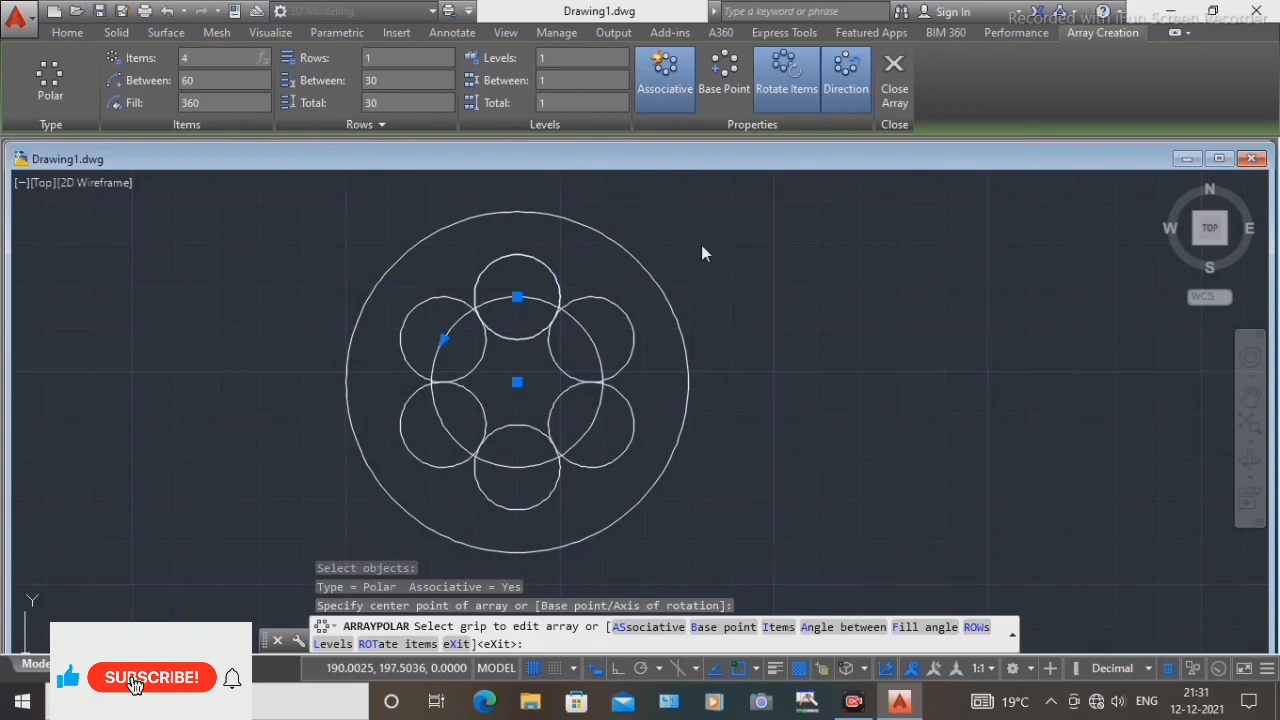 3D Modeling
Drawing1.dwg
Type a keyword or phrase
Sign In
Recorded with iFun Screen Recorder
Home Solid Surface Mesh Visualize Parametric Insert Annotate View Manage Output Add-ins A360 Express Tools Featured Apps BIM 360 Performance Array Creation
Items: 4 Rows: 1 Levels: 1
Polar Between: 60 Between: 30 Between: 1
Fill: 360 Total: 30 Total: 1
Associative Base Point Rotate Items Direction Close Array
Type Items Rows Levels Properties Close
Drawing1.dwg
[−][Top][2D Wireframe]
N
W TOP E
S
WCS
Select objects:
Type = Polar Associative = Yes
Specify center point of array or [Base point/Axis of rotation]:
Y
ARRAYPOLAR Select grip to edit array or [ASsociative Base point Items Angle between Fill angle ROWs
Levels ROTate items eXit]<eXit>:
Mode
190.0025, 197.5036, 0.0000 MODEL 1:1 Decimal
SUBSCRIBE!
19°C ENG 21:31
12-12-2021